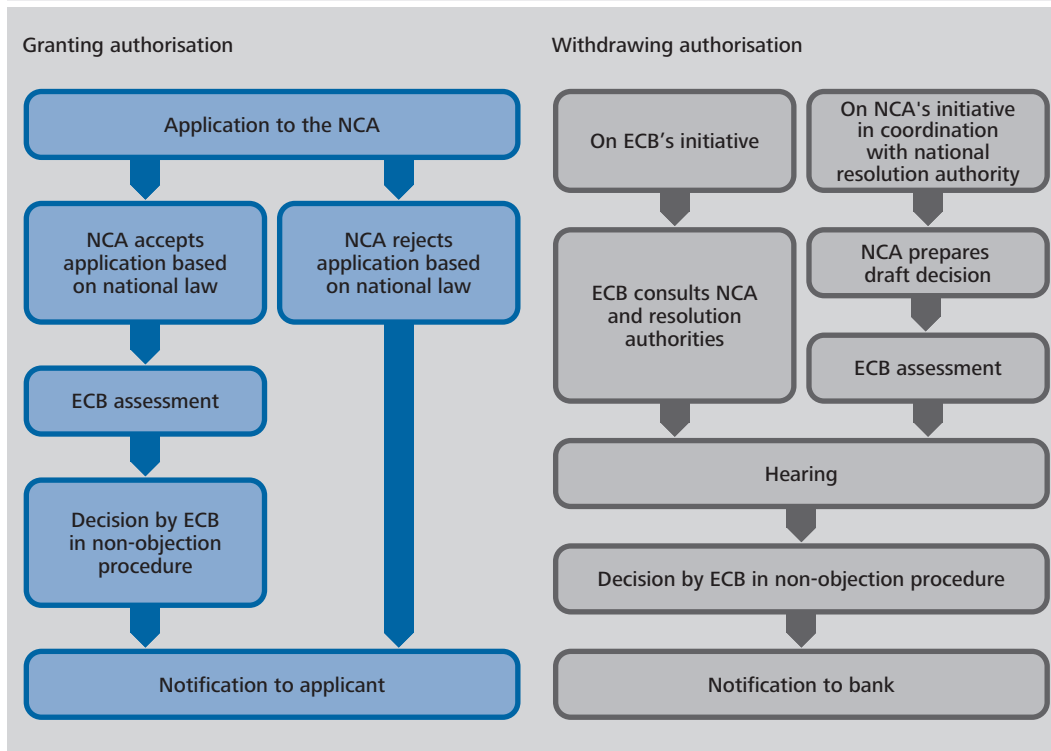 Granting authorisation
Application to the NCA
NCA accepts
application based
on national law
NCA rejects
application based
on national law
ECB assessment
Decision by ECB
in non-objection
procedure
Notification to applicant
Withdrawing authorisation
On ECB’s initiative
On NCA's initiative
in coordination
with national
resolution authority
ECB consults NCA
and resolution
authorities
NCA prepares
draft decision
ECB assessment
Hearing
Decision by ECB in non-objection procedure
Notification to bank